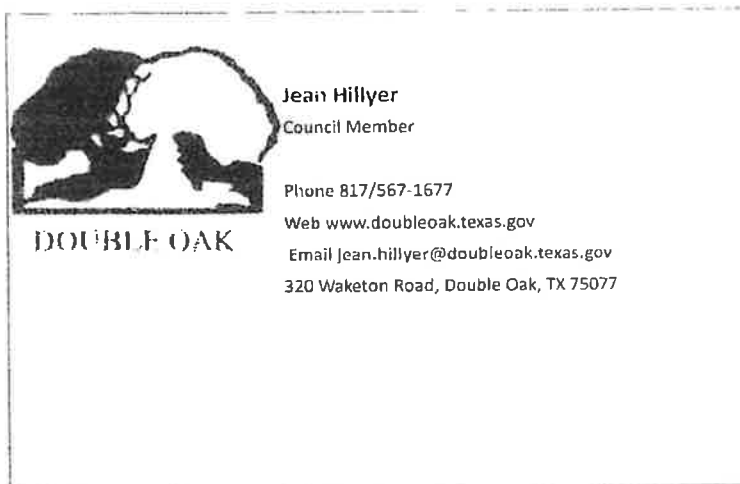 Jean Hillyer
Council Member
Phone 817/567-1677
Web www.doubleoak.texas.gov
Email jean.hillyer@doubleoak.texas.gov
320 Waketon Road, Double Oak, TX 75077
DOUBLE OAK